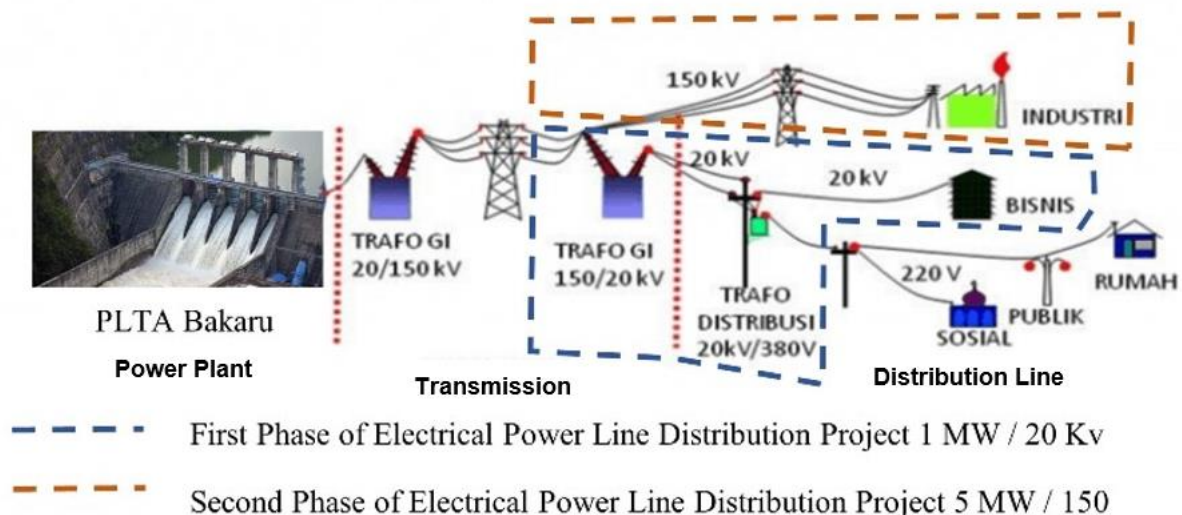 150 kV
INDUSTRI
20 kV
20 kV
BISNIS
TRAFO GI
20/150 kV
TRAFO GI
150/20 kV
220 V
RUMAH
TRAFO
DISTRIBUSI
20kV/380V
PUBLIK
SOSIAL
PLTA Bakaru
Power Plant
Transmission
Distribution Line
First Phase of Electrical Power Line Distribution Project 1 MW / 20 Kv
Second Phase of Electrical Power Line Distribution Project 5 MW / 150